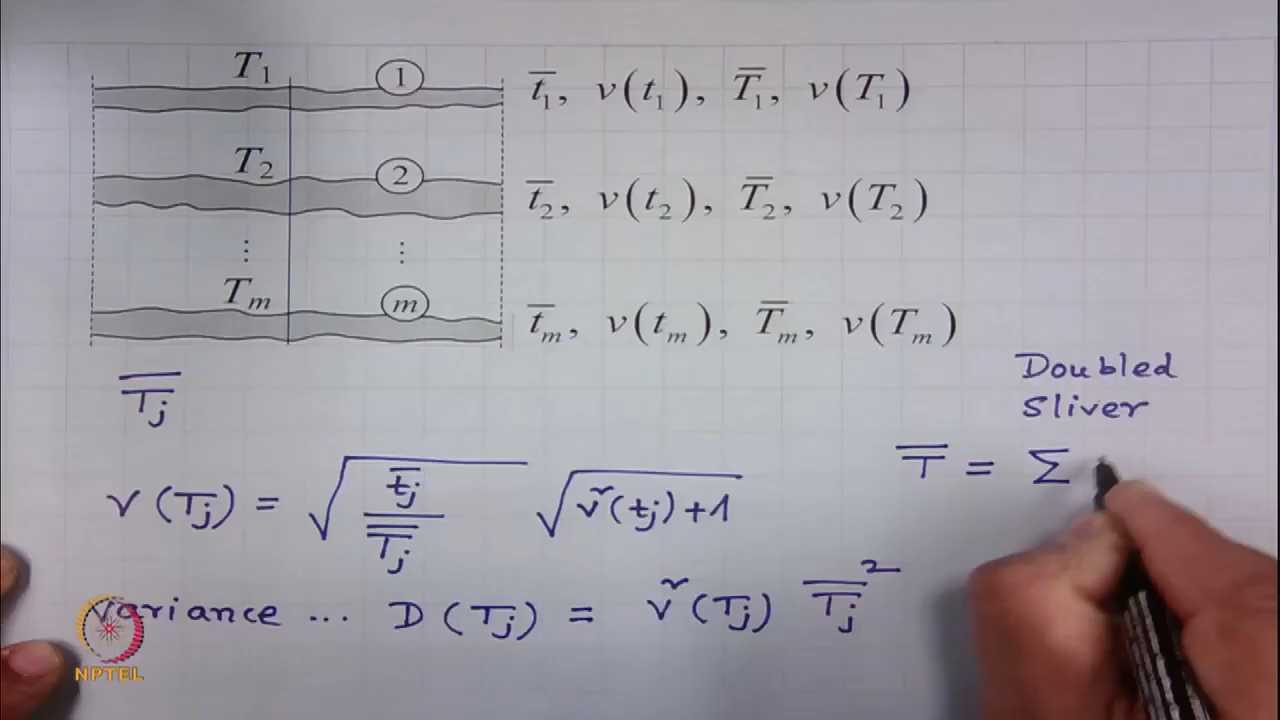 T₁ ① t̄₁, v(t₁), T̄₁, v(T₁)
T₂ ② t̄₂, v(t₂), T̄₂, v(T₂)
⋮ ⋮
Tₘ ⓜ t̄ₘ, v(tₘ), T̄ₘ, v(Tₘ)
Doubled
Sliver
T̄ⱼ
T̄ = Σ
v(Tⱼ) = √(t̄ⱼ/T̄ⱼ) √(v²(tⱼ)+1)
variance ... D(Tⱼ) = v²(Tⱼ) T̄ⱼ²
NPTEL